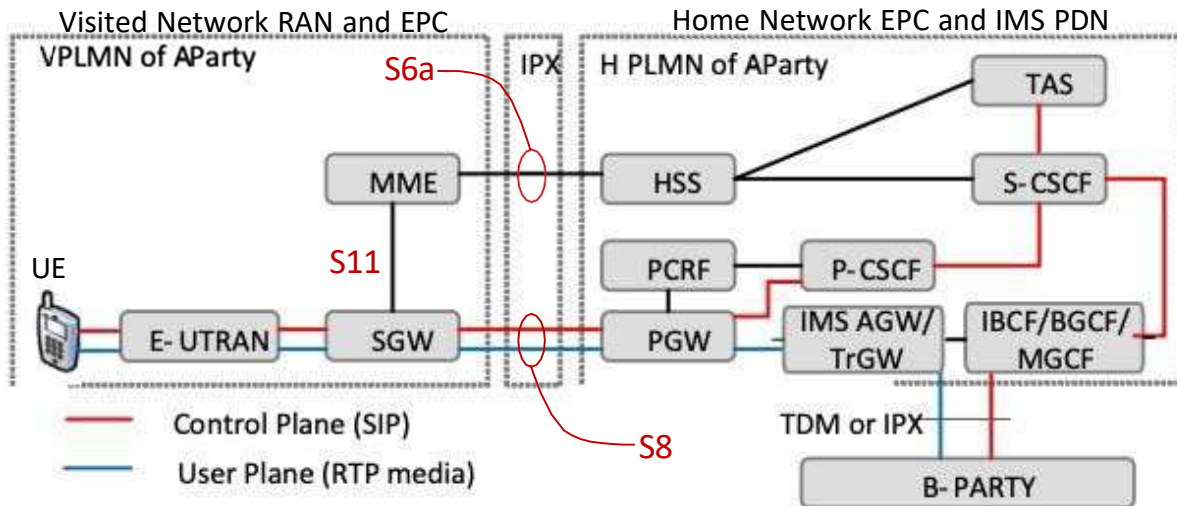 Visited Network RAN and EPC
Home Network EPC and IMS PDN
VPLMN of AParty
IPX
H PLMN of AParty
S6a
TAS
MME
HSS
S-CSCF
S11
UE
PCRF
P-CSCF
E-UTRAN
SGW
PGW
IMS AGW/
TrGW
IBCF/BGCF/
MGCF
Control Plane (SIP)
User Plane (RTP media)
S8
TDM or IPX
B-PARTY